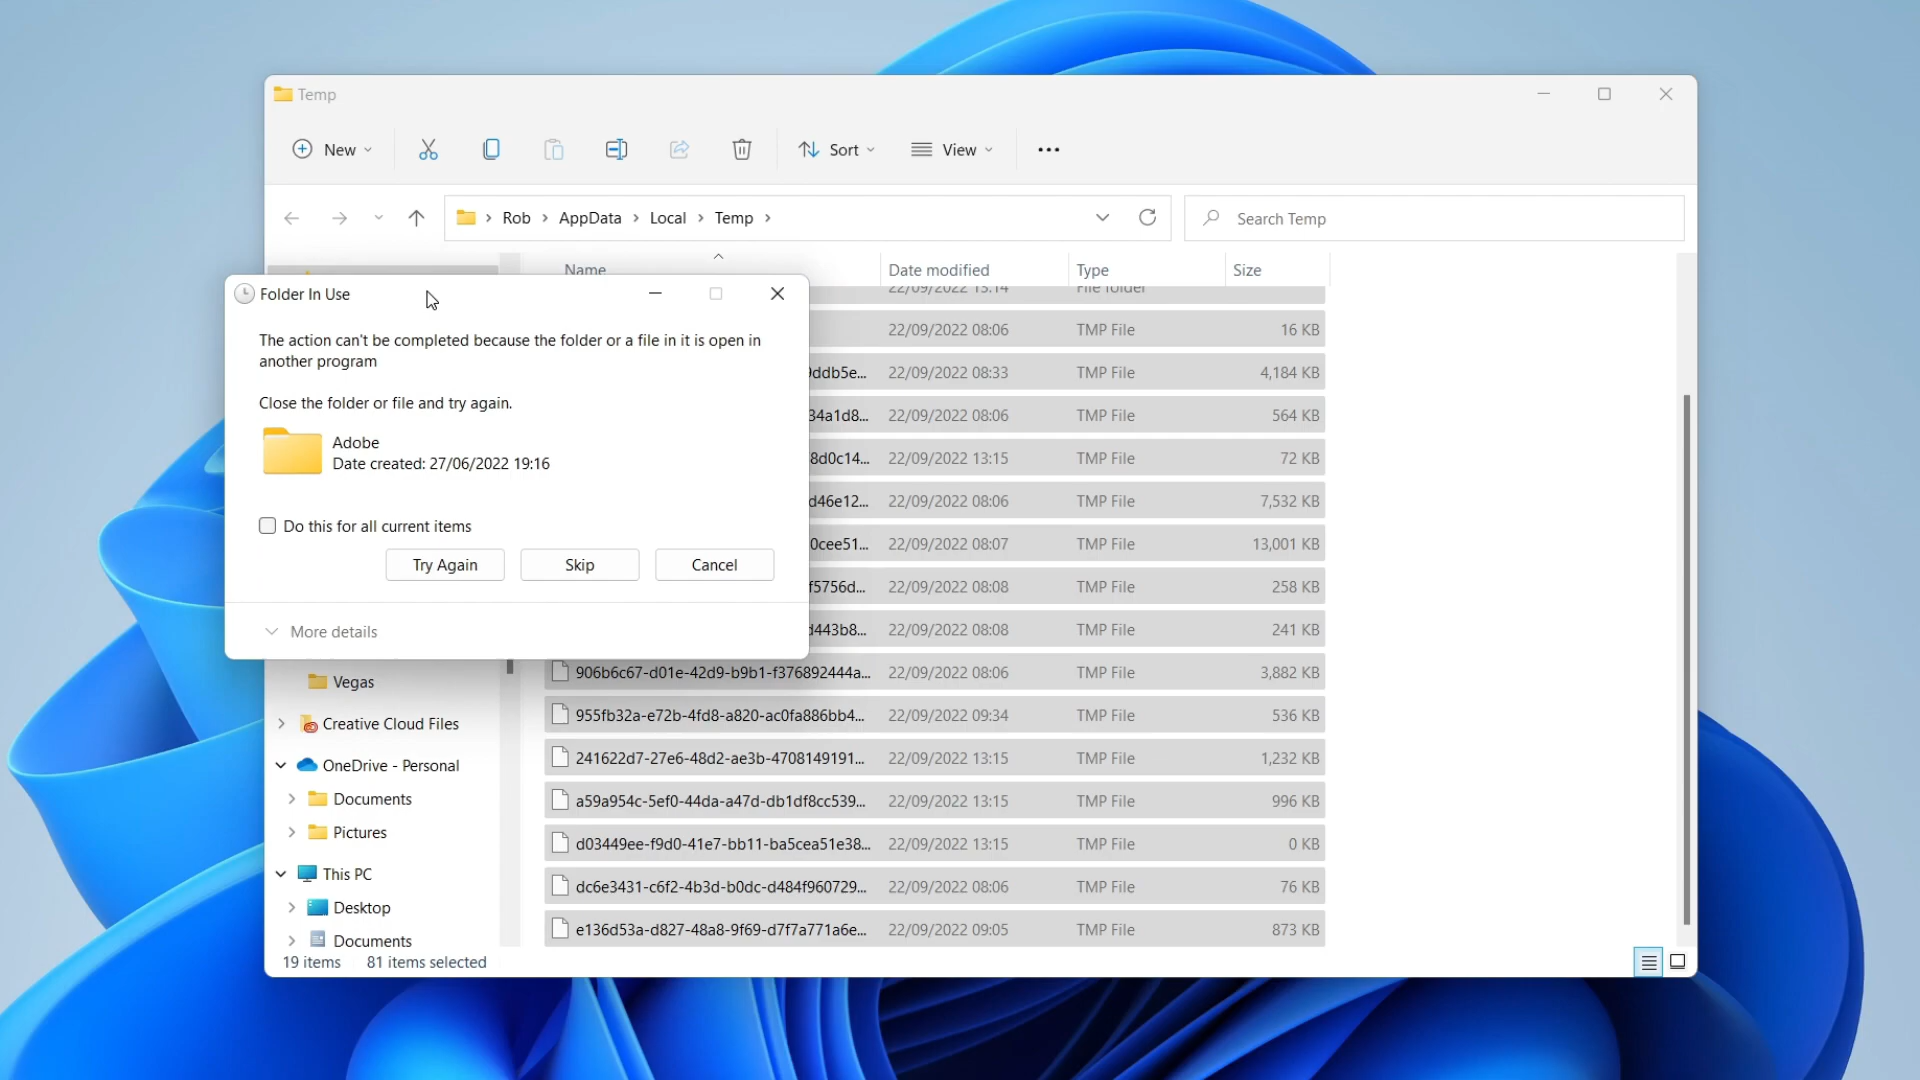 Temp
New
Sort
View
Rob
AppData
Local
Temp
Search Temp
Name
Date modified
Type
Size
22/09/2022 13:14 File folder
22/09/2022 08:06 TMP File 16 KB
9ddb5e... 22/09/2022 08:33 TMP File 4,184 KB
34a1d8... 22/09/2022 08:06 TMP File 564 KB
8d0c14... 22/09/2022 13:15 TMP File 72 KB
d46e12... 22/09/2022 08:06 TMP File 7,532 KB
0cee51... 22/09/2022 08:07 TMP File 13,001 KB
f5756d... 22/09/2022 08:08 TMP File 258 KB
d443b8... 22/09/2022 08:08 TMP File 241 KB
906b6c67-d01e-42d9-b9b1-f376892444a... 22/09/2022 08:06 TMP File 3,882 KB
955fb32a-e72b-4fd8-a820-ac0fa886bb4... 22/09/2022 09:34 TMP File 536 KB
241622d7-27e6-48d2-ae3b-4708149191... 22/09/2022 13:15 TMP File 1,232 KB
a59a954c-5ef0-44da-a47d-db1df8cc539... 22/09/2022 13:15 TMP File 996 KB
d03449ee-f9d0-41e7-bb11-ba5cea51e38... 22/09/2022 13:15 TMP File 0 KB
dc6e3431-c6f2-4b3d-b0dc-d484f960729... 22/09/2022 08:06 TMP File 76 KB
e136d53a-d827-48a8-9f69-d7f7a771a6e... 22/09/2022 09:05 TMP File 873 KB
Folder In Use
The action can't be completed because the folder or a file in it is open in
another program
Close the folder or file and try again.
Adobe
Date created: 27/06/2022 19:16
Do this for all current items
Try Again
Skip
Cancel
More details
Vegas
Creative Cloud Files
OneDrive - Personal
Documents
Pictures
This PC
Desktop
Documents
19 items
81 items selected